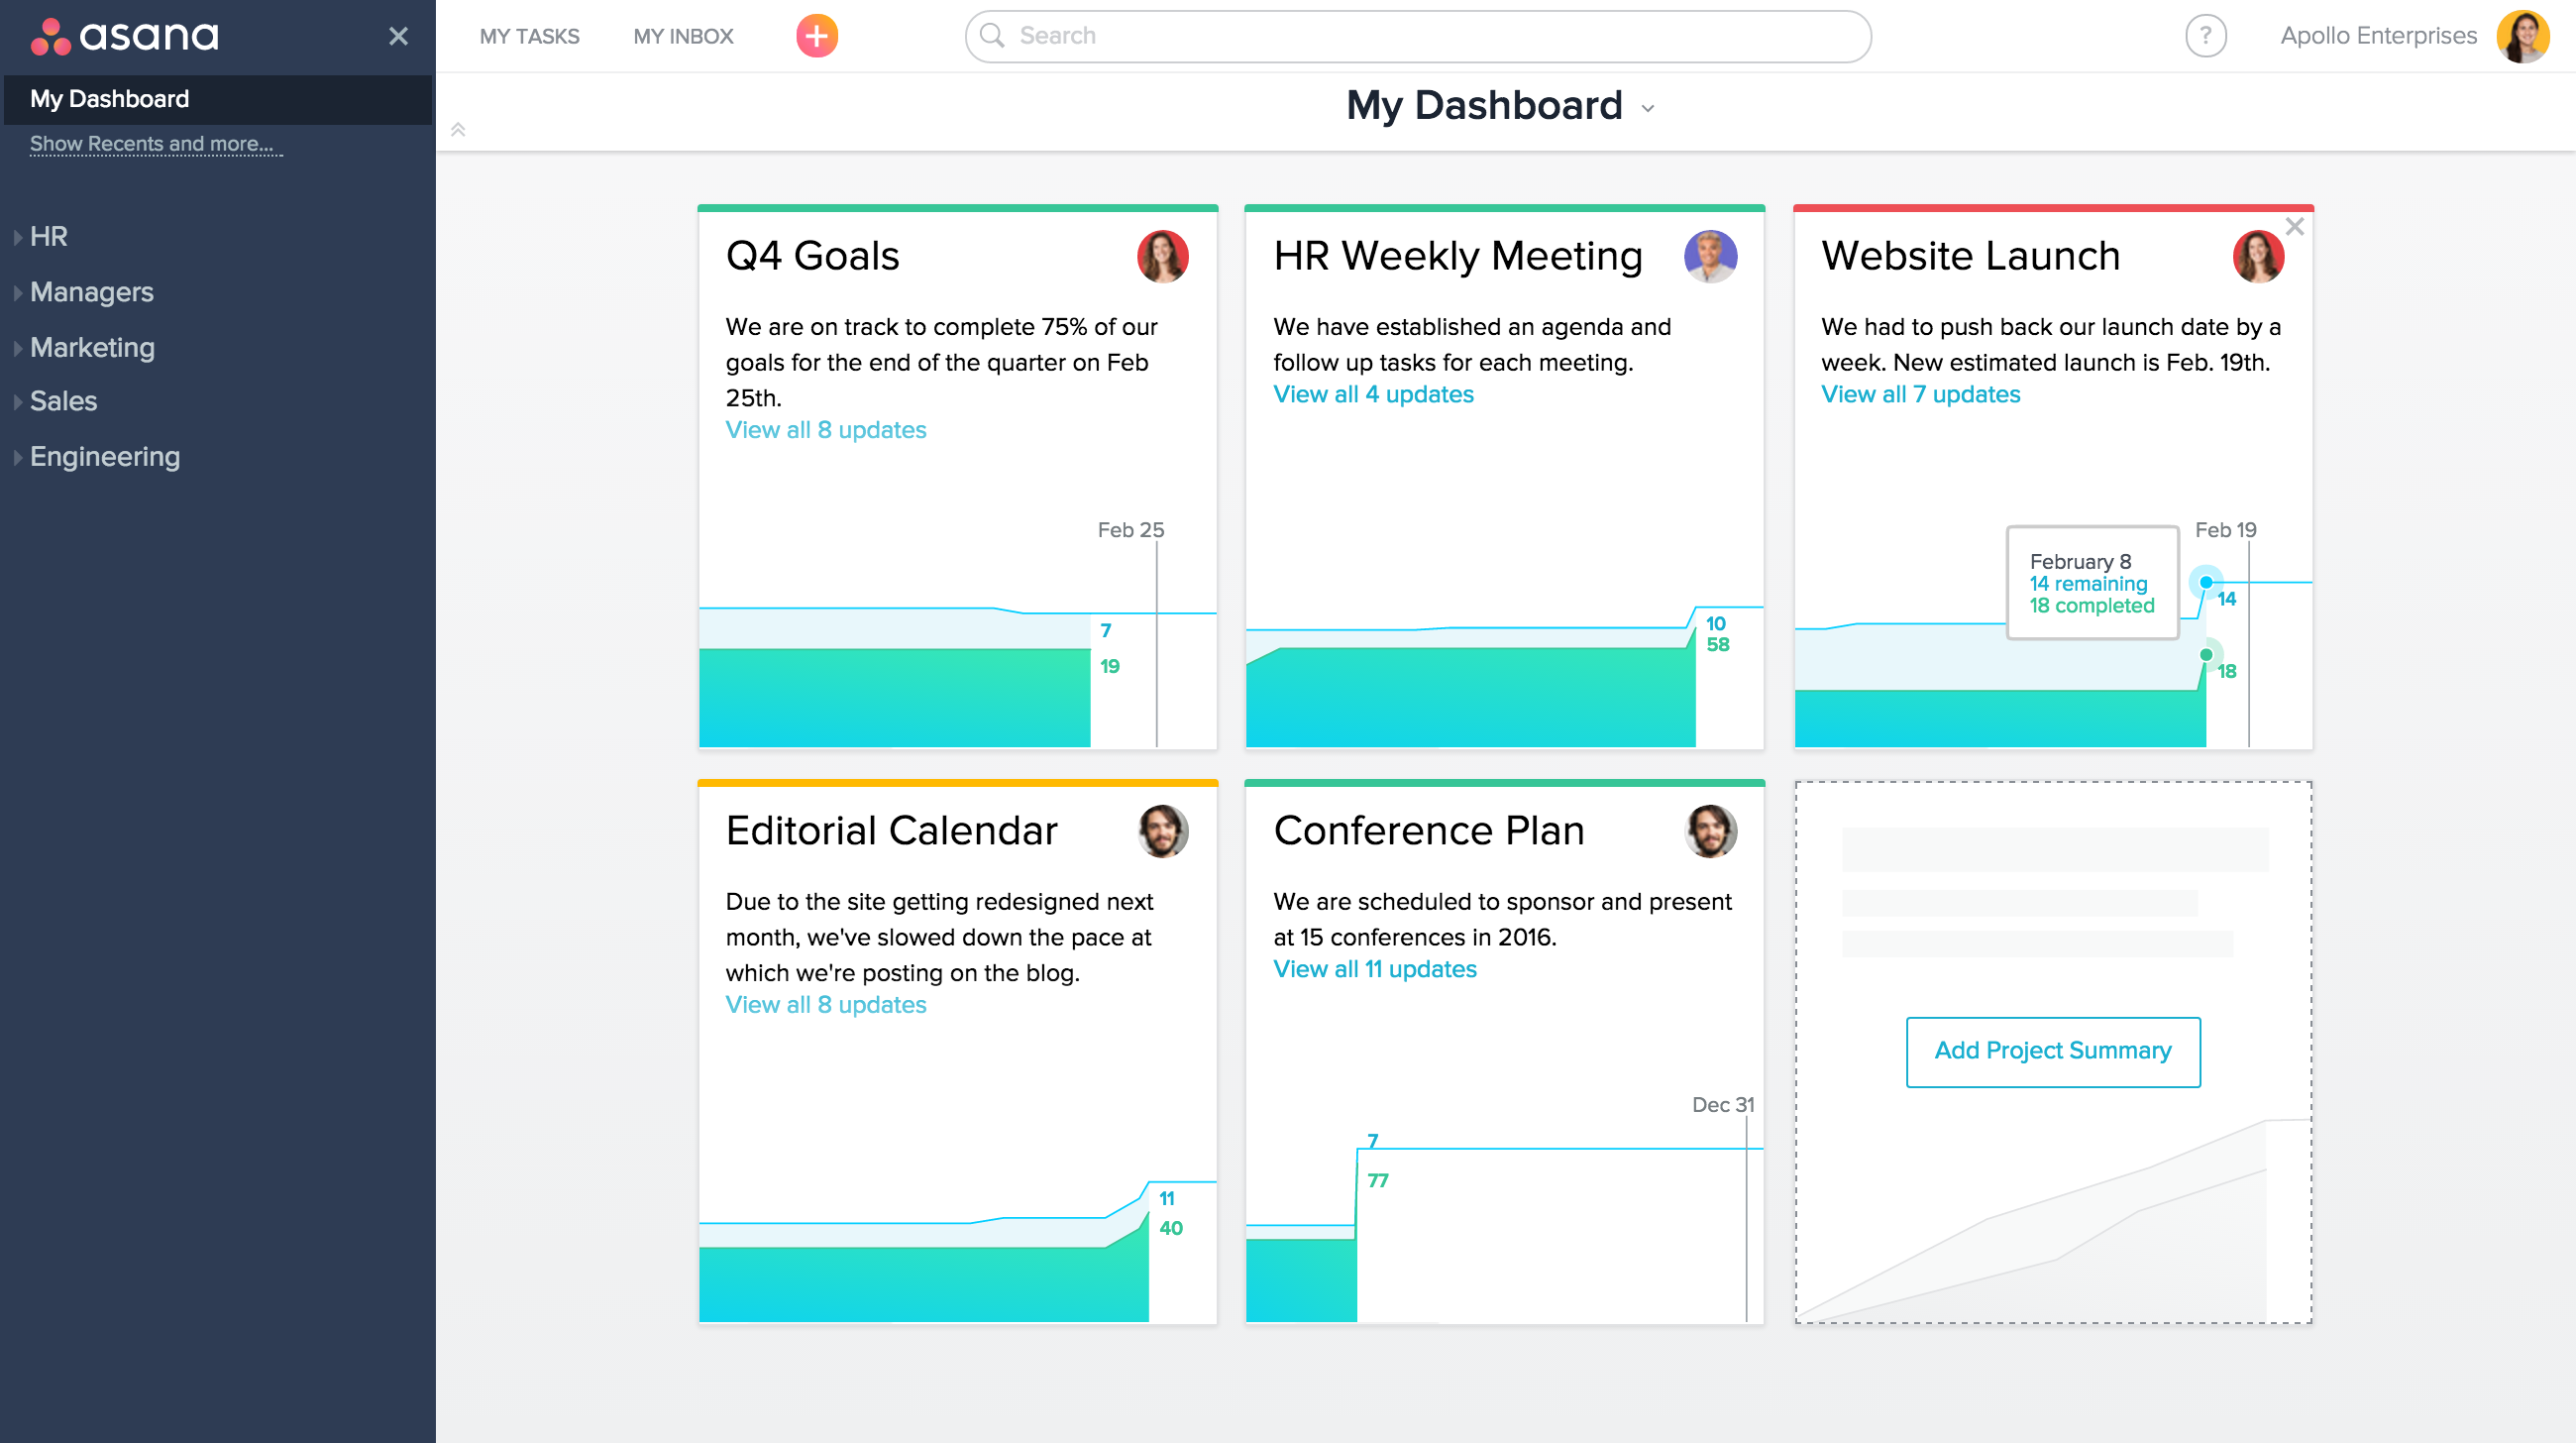 asana
MY TASKS
MY INBOX
Search
?
Apollo Enterprises
My Dashboard
Show Recents and more...
HR
Managers
Marketing
Sales
Engineering
My Dashboard
Q4 Goals
We are on track to complete 75% of our
goals for the end of the quarter on Feb
25th.
View all 8 updates
Feb 25
7
19
HR Weekly Meeting
We have established an agenda and
follow up tasks for each meeting.
View all 4 updates
10
58
Website Launch
We had to push back our launch date by a
week. New estimated launch is Feb. 19th.
View all 7 updates
Feb 19
February 8
14 remaining
18 completed
14
18
Editorial Calendar
Due to the site getting redesigned next
month, we've slowed down the pace at
which we're posting on the blog.
View all 8 updates
11
40
Conference Plan
We are scheduled to sponsor and present
at 15 conferences in 2016.
View all 11 updates
Dec 31
7
77
Add Project Summary